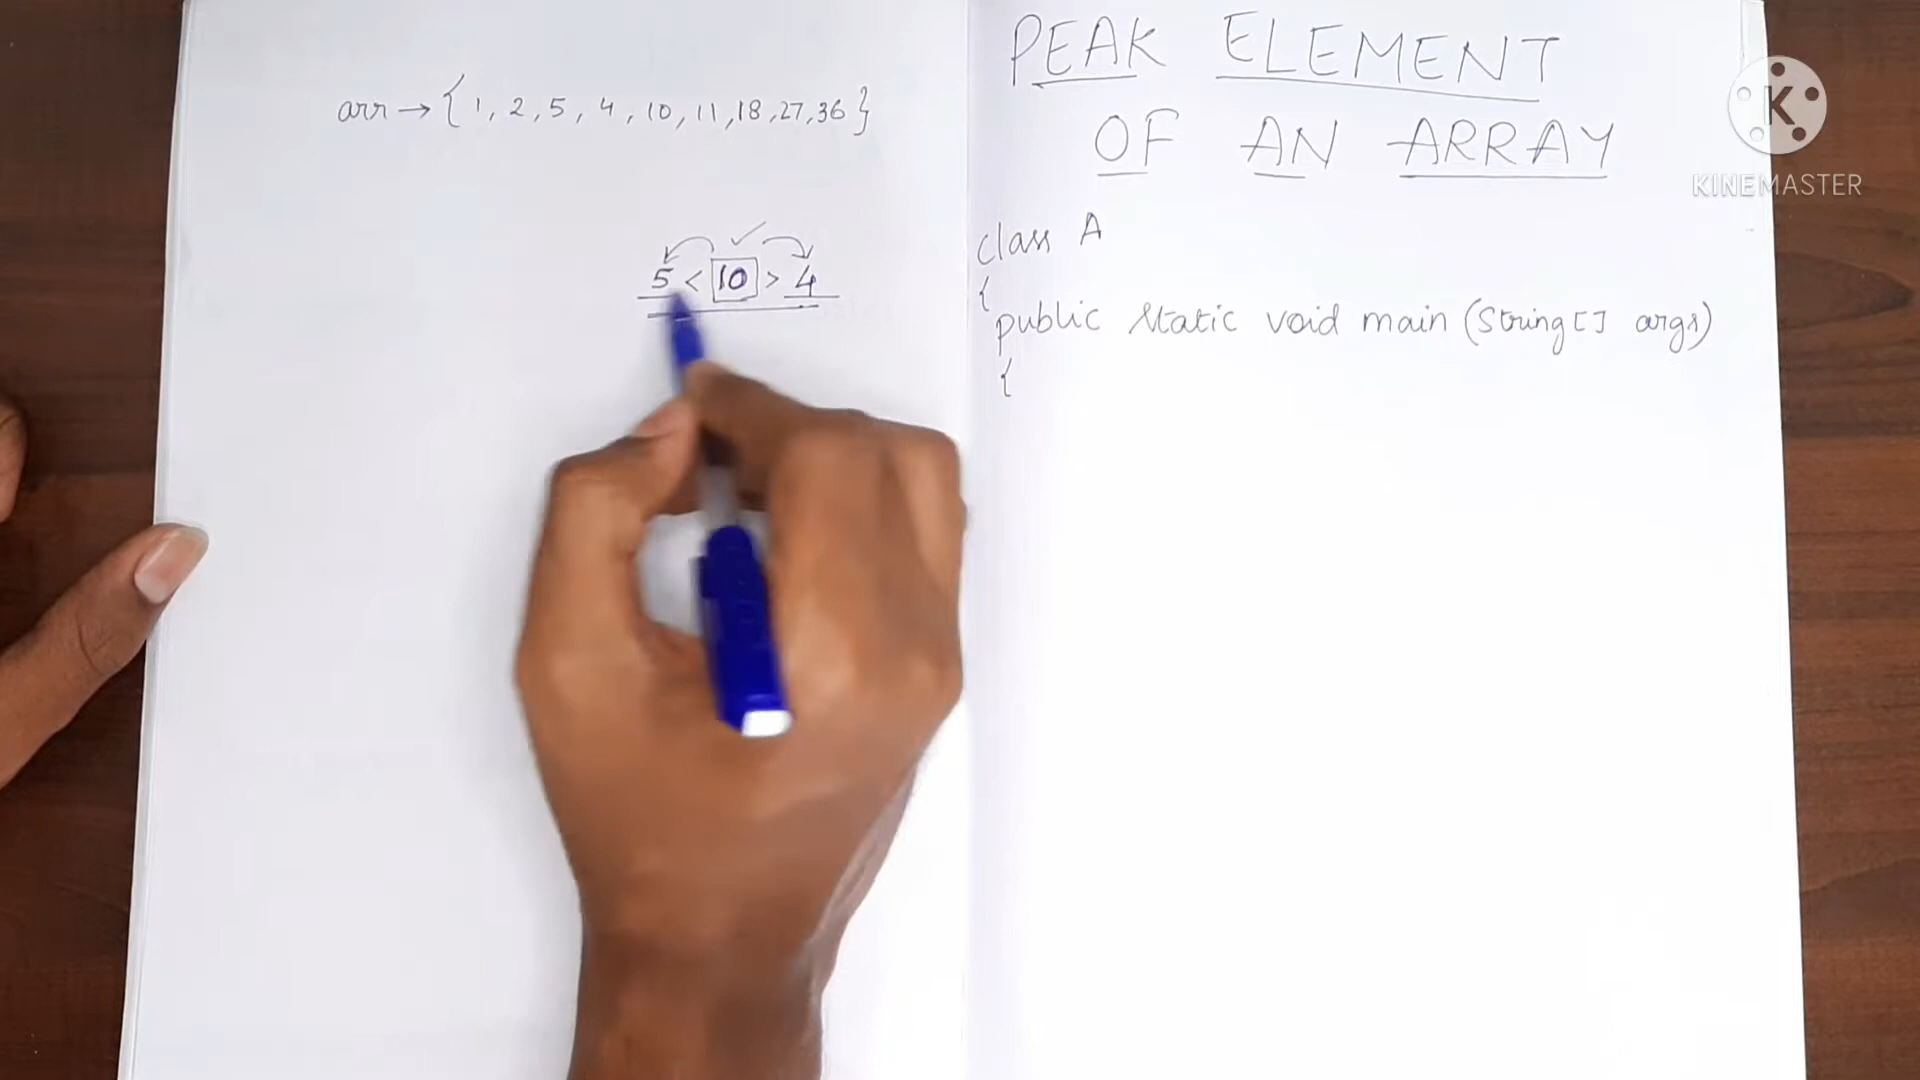 arr → { 1, 2, 5, 4, 10, 11, 18, 27, 36 }
5 < 10 > 4
PEAK ELEMENT
OF AN ARRAY
class A
{
public static void main (String [] args)
{
K
KINEMASTER